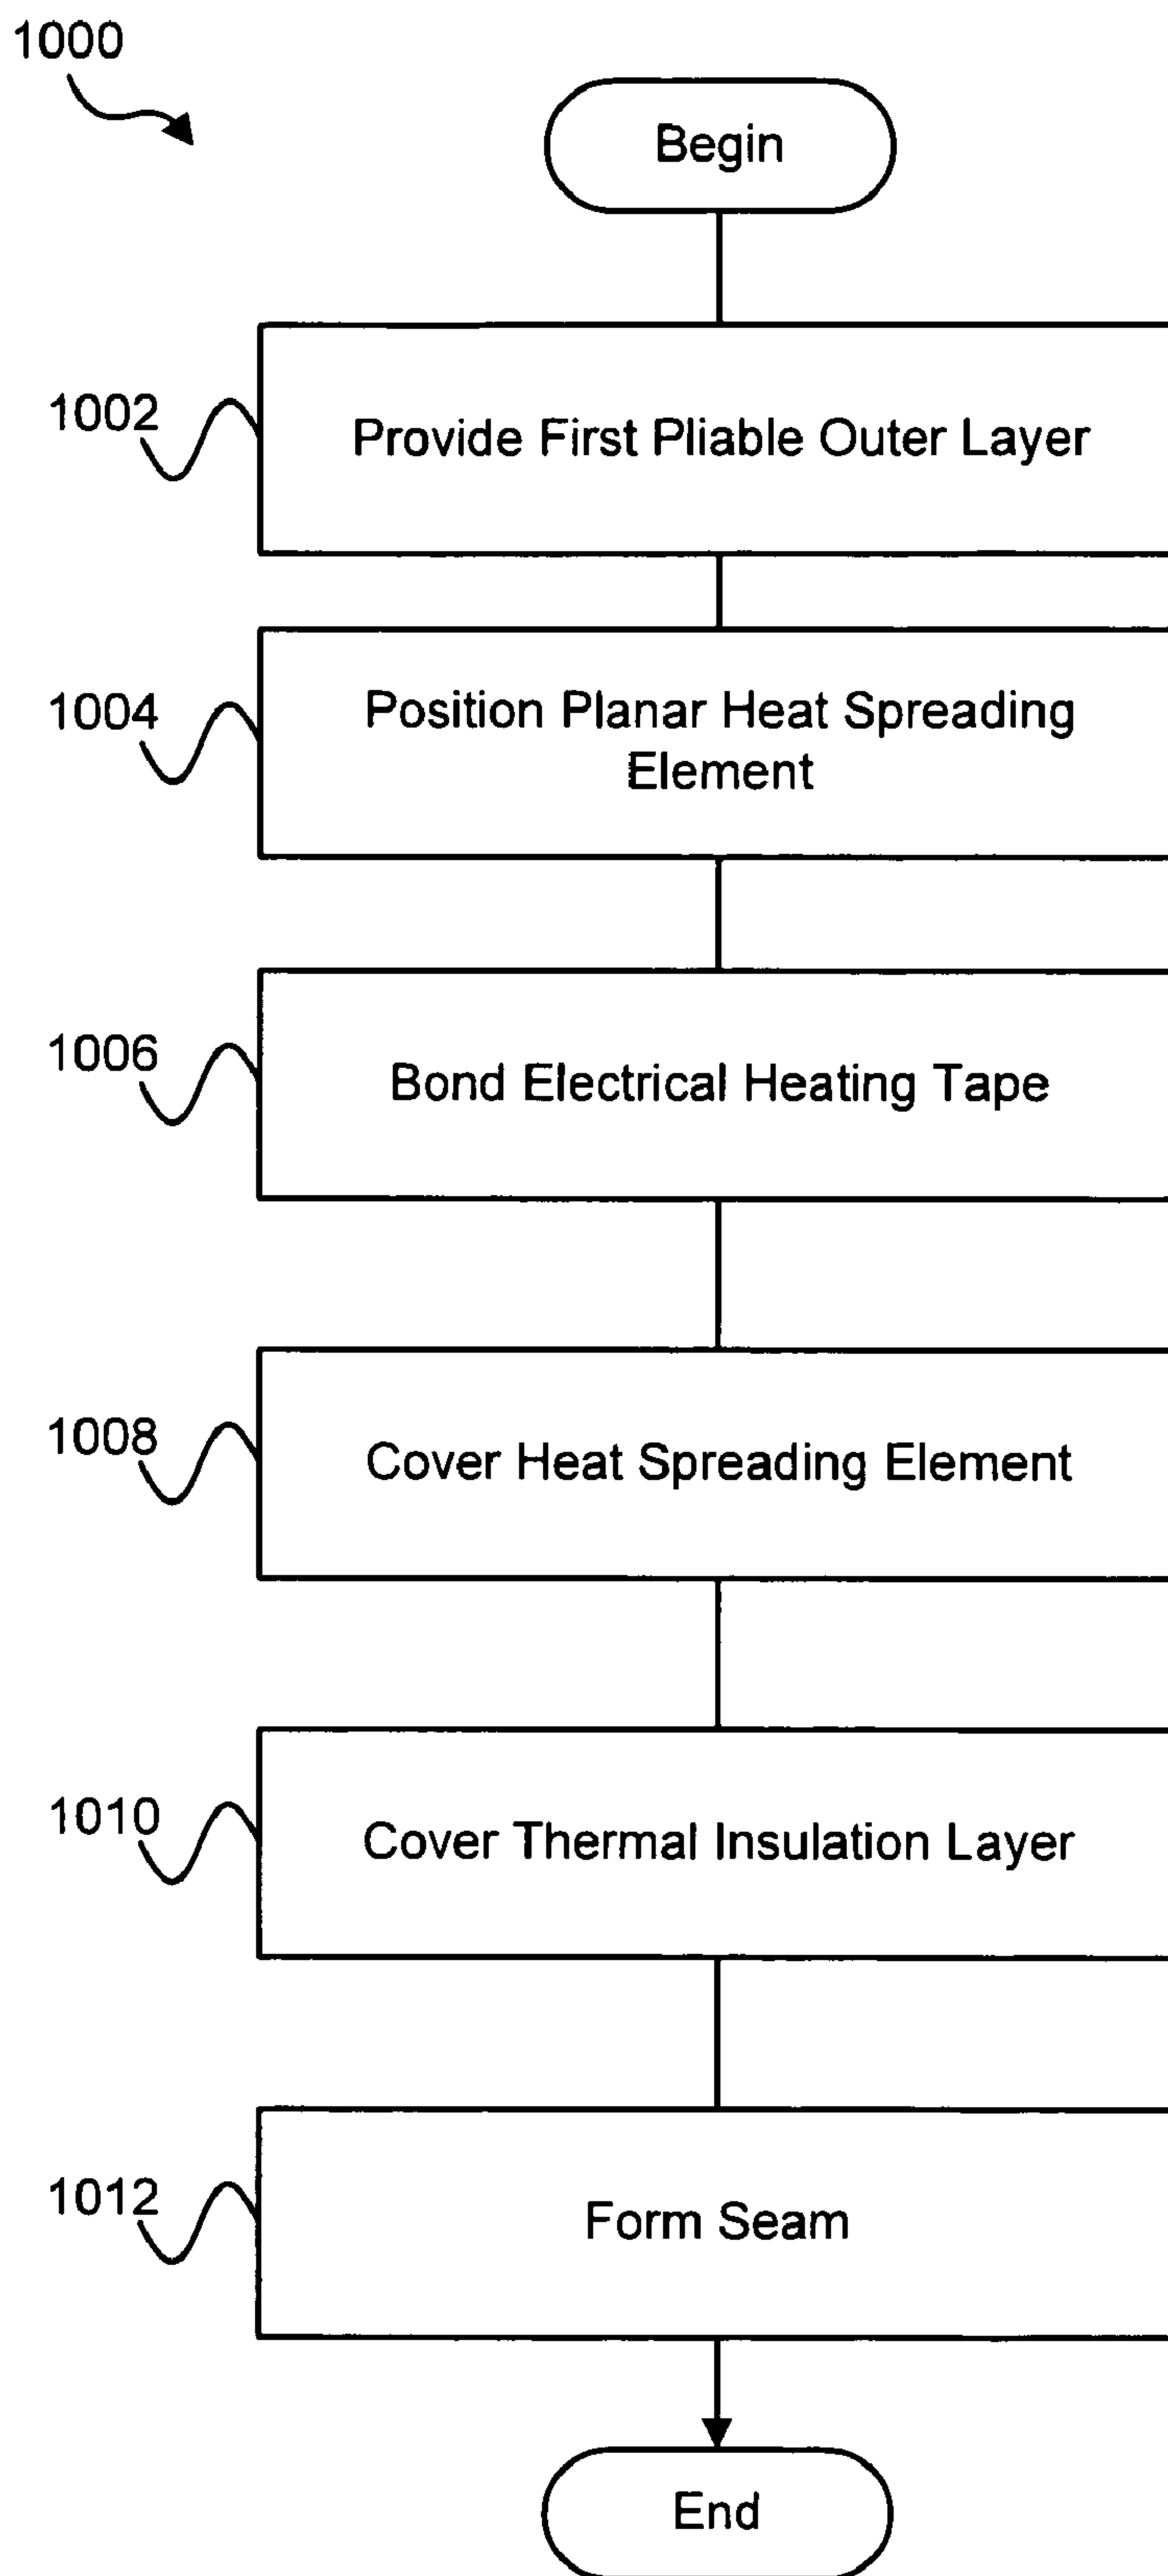 1000
Begin
1002
Provide First Pliable Outer Layer
1004
Position Planar Heat Spreading
Element
1006
Bond Electrical Heating Tape
1008
Cover Heat Spreading Element
1010
Cover Thermal Insulation Layer
1012
Form Seam
End